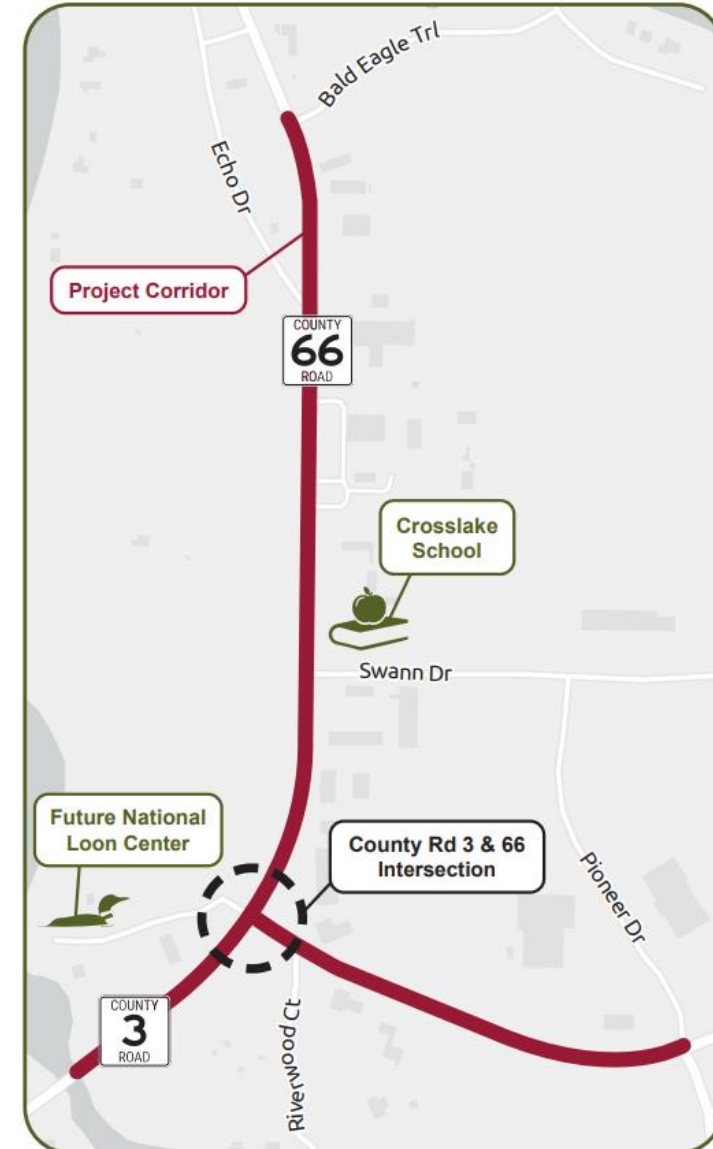 Bald Eagle Trl
Echo Dr
Project Corridor
COUNTY
66
ROAD
Crosslake
School
Swann Dr
Future National
Loon Center
County Rd 3 & 66
Intersection
Pioneer Dr
COUNTY
3
ROAD
Riverwood Ct